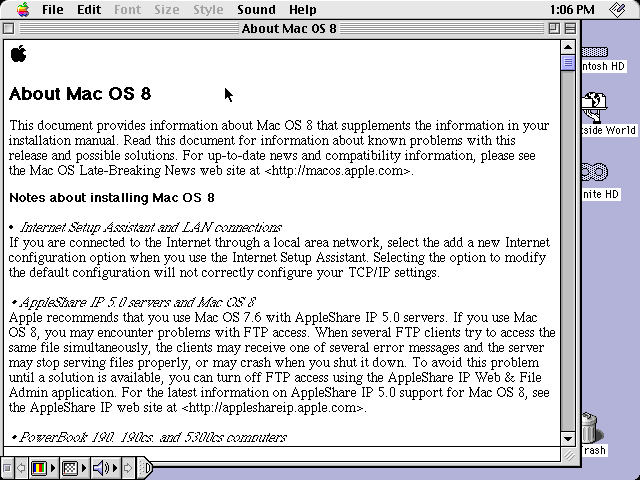 File Edit Font Size Style Sound Help 1:06 PM
About Mac OS 8
About Mac OS 8
This document provides information about Mac OS 8 that supplements the information in your
installation manual. Read this document for information about known problems with this
release and possible solutions. For up-to-date news and compatibility information, please see
the Mac OS Late-Breaking News web site at <http://macos.apple.com>.
Notes about installing Mac OS 8
• Internet Setup Assistant and LAN connections
If you are connected to the Internet through a local area network, select the add a new Internet
configuration option when you use the Internet Setup Assistant. Selecting the option to modify
the default configuration will not correctly configure your TCP/IP settings.
• AppleShare IP 5.0 servers and Mac OS 8
Apple recommends that you use Mac OS 7.6 with AppleShare IP 5.0 servers. If you use Mac
OS 8, you may encounter problems with FTP access. When several FTP clients try to access the
same file simultaneously, the clients may receive one of several error messages and the server
may stop serving files properly, or may crash when you shut it down. To avoid this problem
until a solution is available, you can turn off FTP access using the AppleShare IP Web & File
Admin application. For the latest information on AppleShare IP 5.0 support for Mac OS 8, see
the AppleShare IP web site at <http://appleshareip.apple.com>.
• PowerBook 190, 190cs, and 5300cs computers
ntosh HD
tside World
nite HD
rash